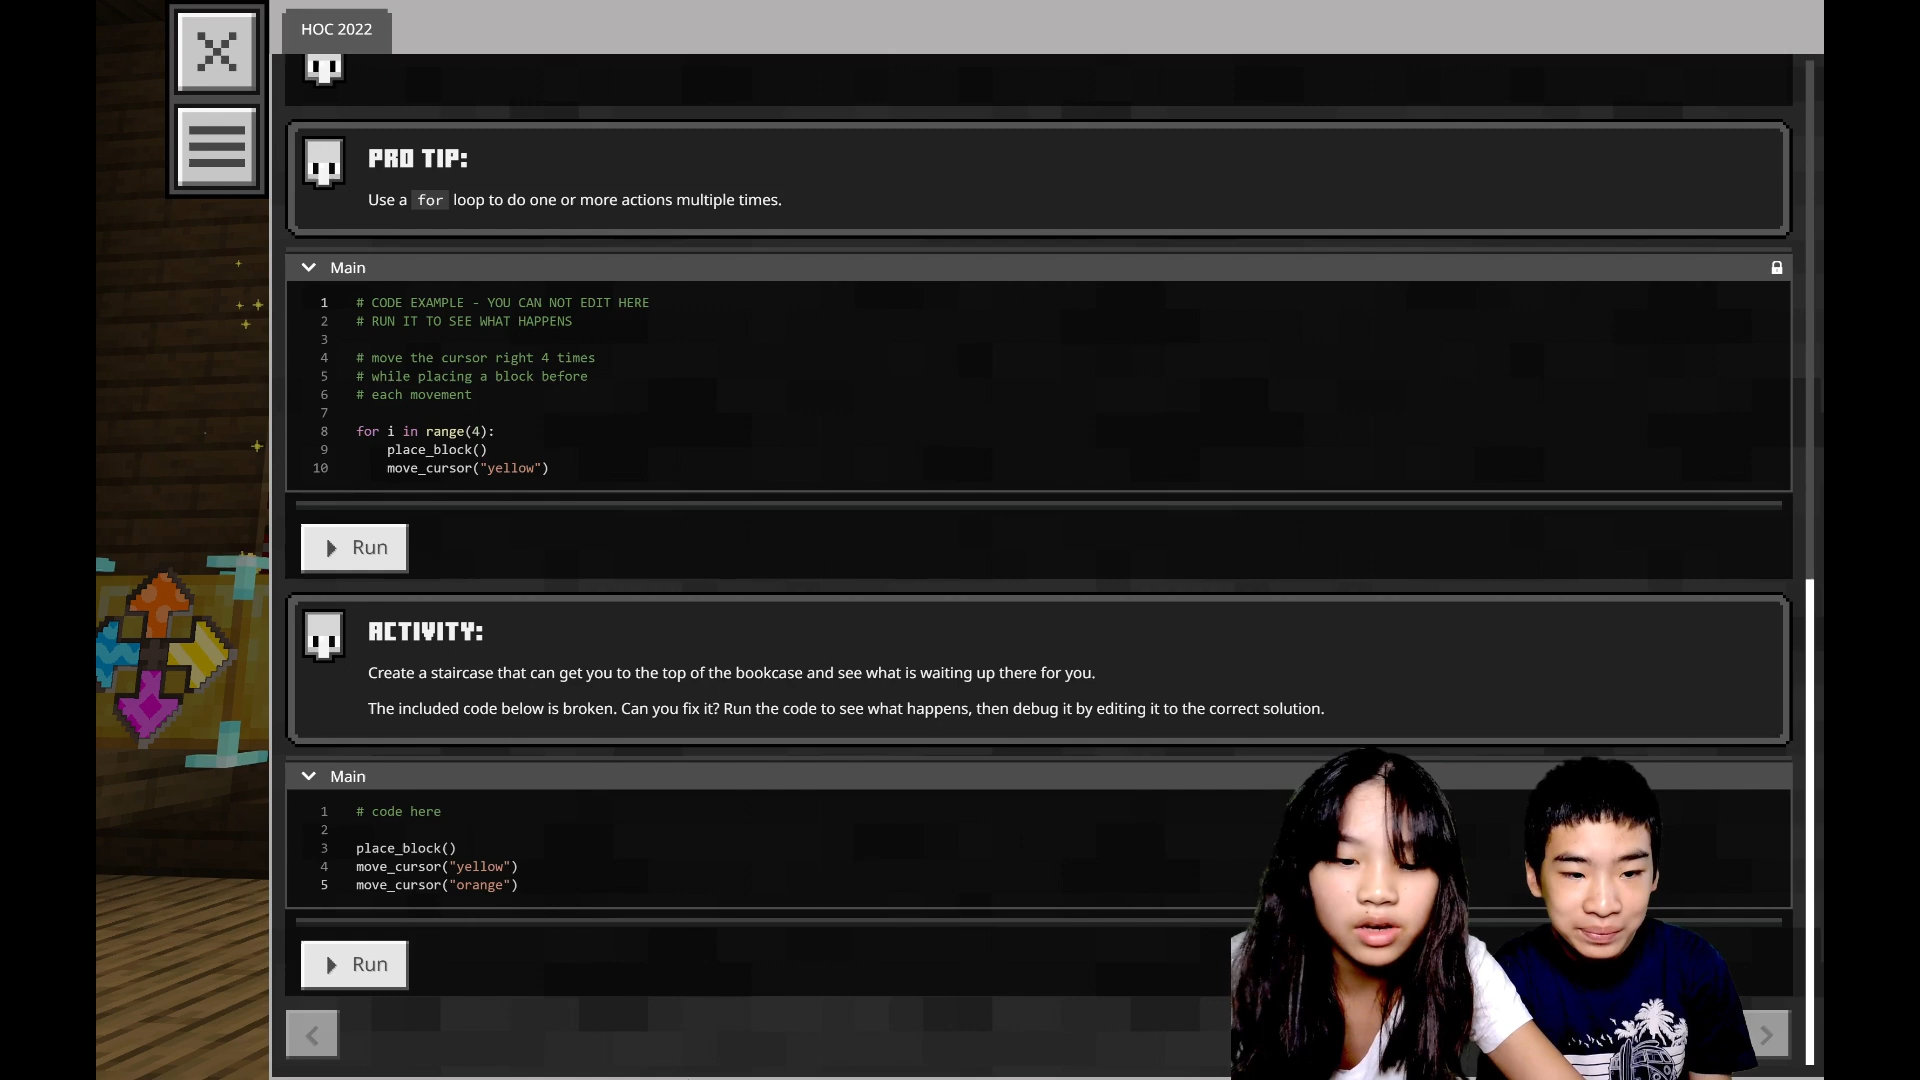 HOC 2022
PRO TIP:
Use a for loop to do one or more actions multiple times.
Main
1 # CODE EXAMPLE - YOU CAN NOT EDIT HERE
2 # RUN IT TO SEE WHAT HAPPENS
3
4 # move the cursor right 4 times
5 # while placing a block before
6 # each movement
7
8 for i in range(4):
9 place_block()
10 move_cursor("yellow")
Run
ACTIVITY:
Create a staircase that can get you to the top of the bookcase and see what is waiting up there for you.
The included code below is broken. Can you fix it? Run the code to see what happens, then debug it by editing it to the correct solution.
Main
1 # code here
2
3 place_block()
4 move_cursor("yellow")
5 move_cursor("orange")
Run